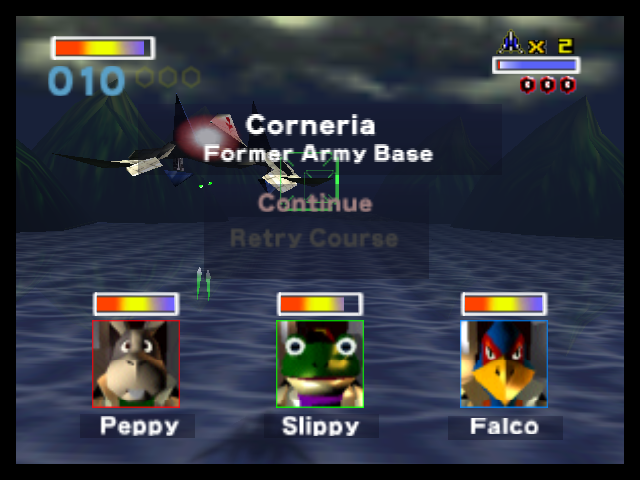 x 2
010
Corneria
Former Army Base
Continue
Retry Course
Peppy Slippy Falco